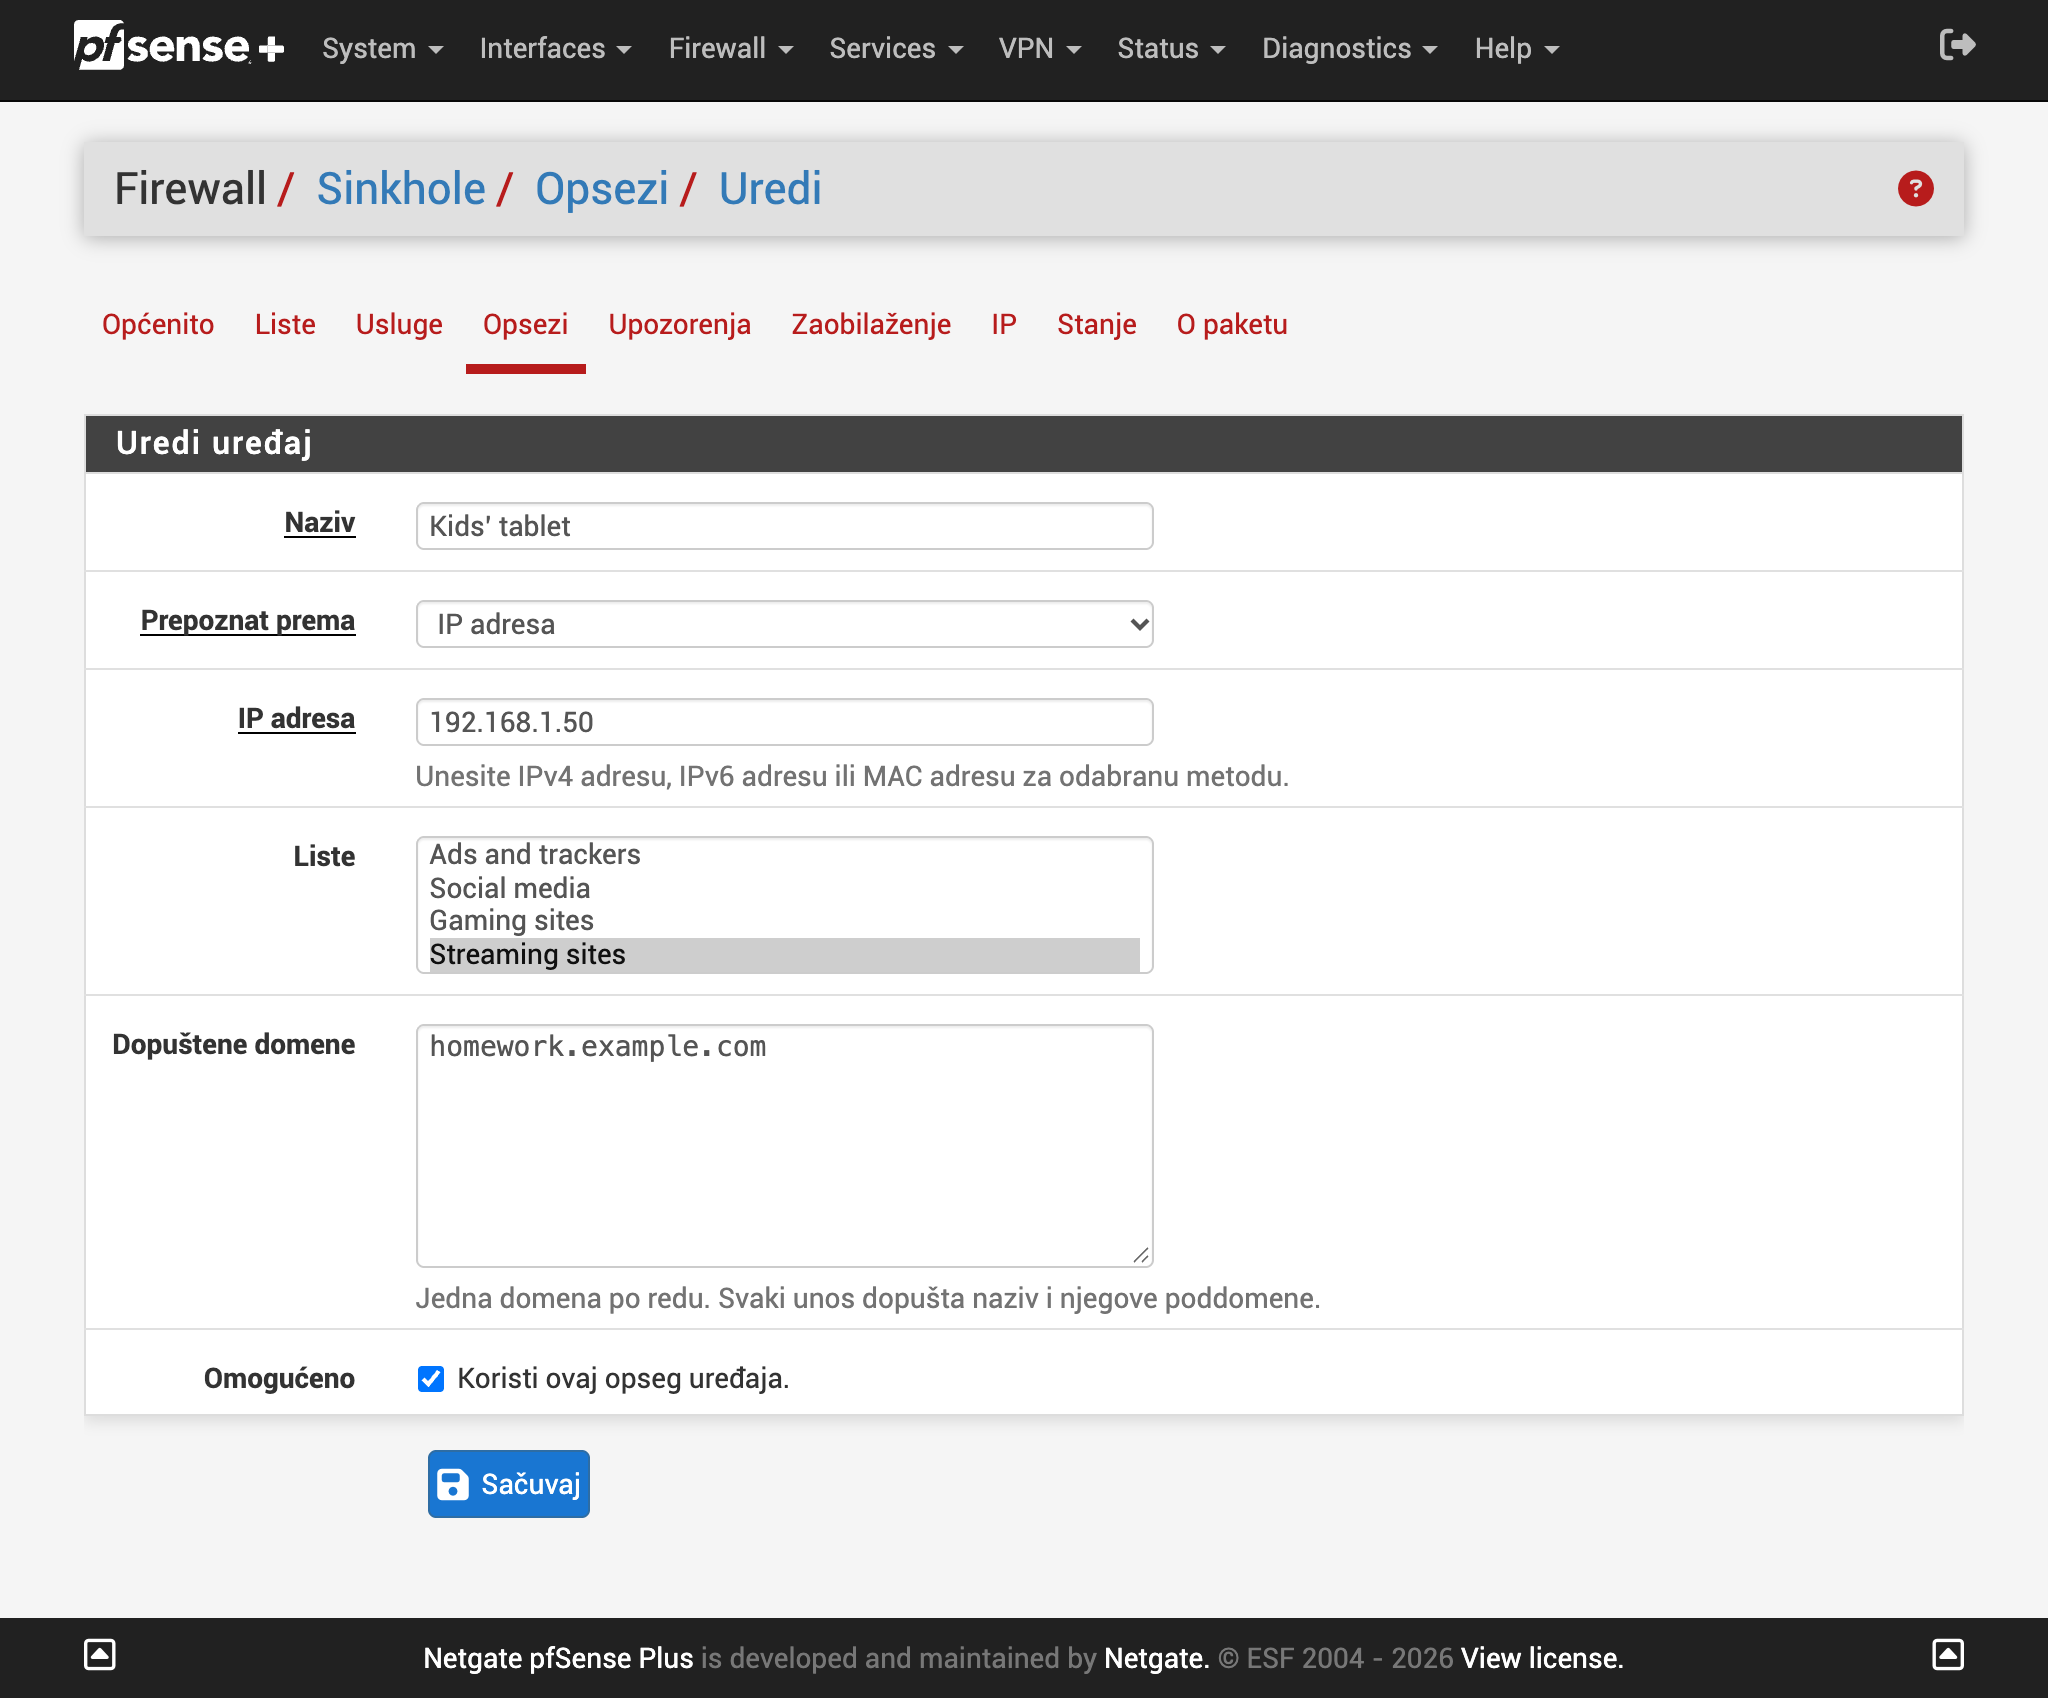 pfsense+ System Interfaces Firewall Services VPN Status Diagnostics Help
Firewall / Sinkhole / Opsezi / Uredi
Općenito Liste Usluge Opsezi Upozorenja Zaobilaženje IP Stanje O paketu
Uredi uređaj
Naziv Kids' tablet
Prepoznat prema IP adresa
IP adresa 192.168.1.50
Unesite IPv4 adresu, IPv6 adresu ili MAC adresu za odabranu metodu.
Liste Ads and trackers
Social media
Gaming sites
Streaming sites
Dopuštene domene homework.example.com
Jedna domena po redu. Svaki unos dopušta naziv i njegove poddomene.
Omogućeno Koristi ovaj opseg uređaja.
Sačuvaj
Netgate pfSense Plus is developed and maintained by Netgate. © ESF 2004 - 2026 View license.